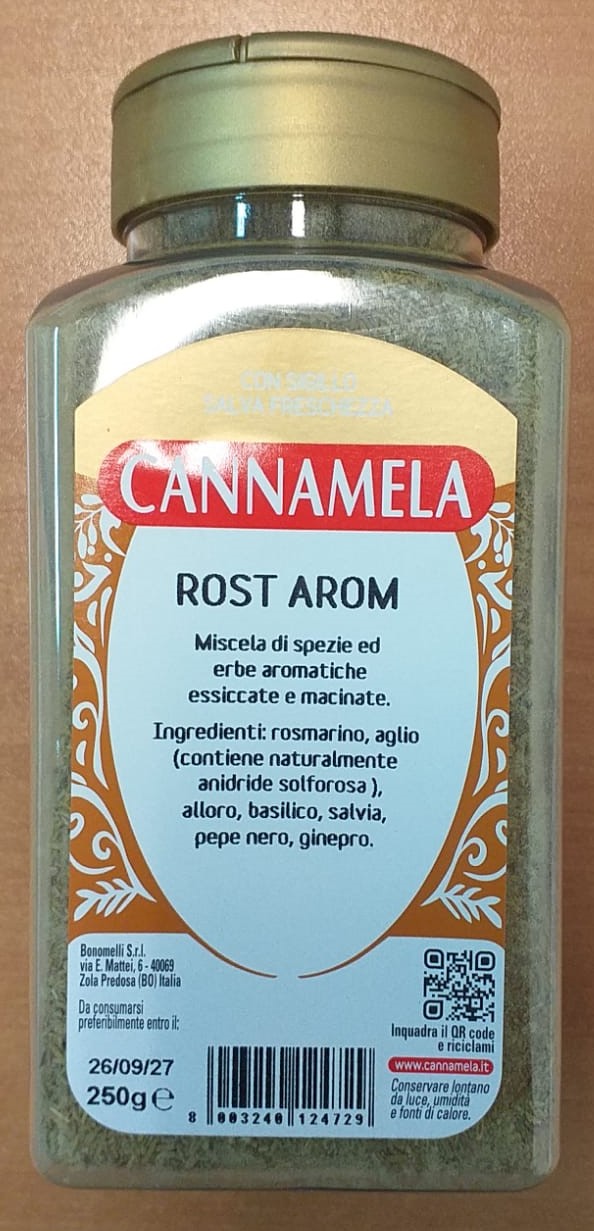 CON SIGILLO
SALVA FRESCHEZZA
CANNAMELA
ROST AROM
Miscela di spezie ed
erbe aromatiche
essiccate e macinate.
Ingredienti: rosmarino, aglio
(contiene naturalmente
anidride solforosa ),
alloro, basilico, salvia,
pepe nero, ginepro.
Bonomelli S.r.l.
via E. Mattei, 6 - 40069
Zola Predosa (BO) Italia
Da consumarsi
preferibilmente entro il:
26/09/27
250g e
8 003240 124729
Inquadra il QR code
e riciclami
www.cannamela.it
Conservare lontano
da luce, umidità
e fonti di calore.